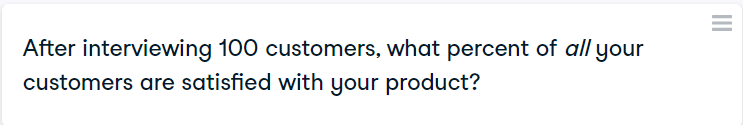 After interviewing 100 customers, what percent of all your
customers are satisfied with your product?